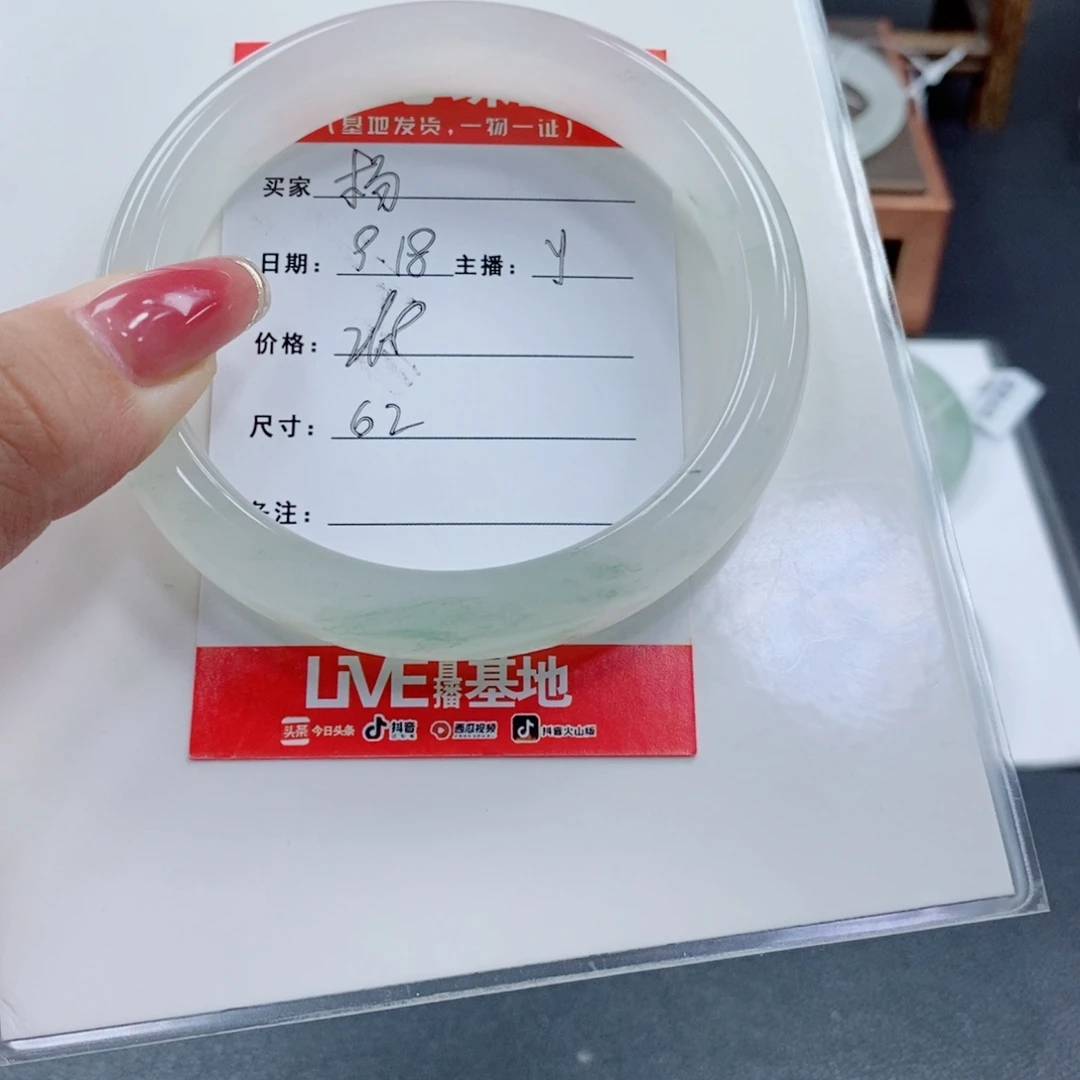 (基地发货,一物一证)
买家 杨
日期: 9.18 主播: y
价格:
尺寸: 62
备注:
LiVE直播基地
头条 今日头条 抖音 西瓜视频 抖音火山版